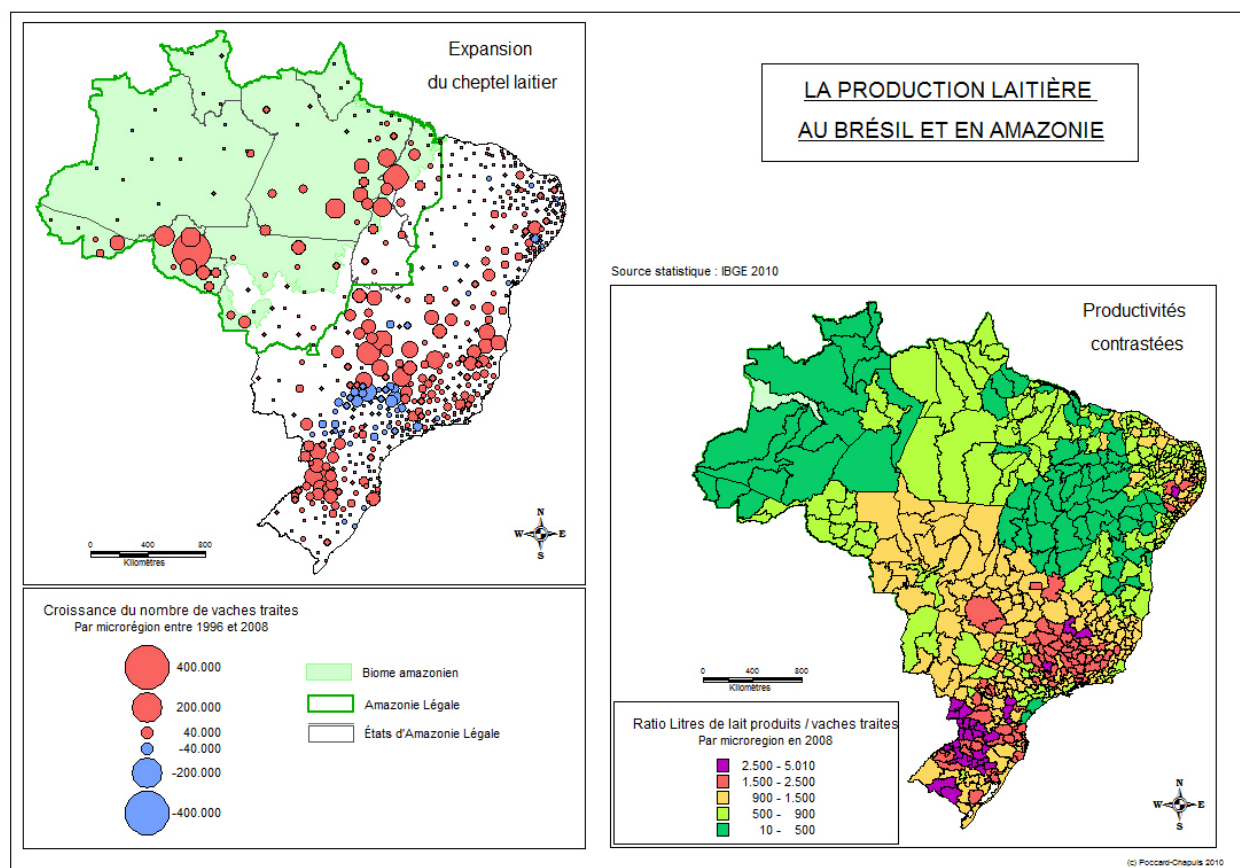 Expansion
du cheptel laitier
LA PRODUCTION LAITIÈRE
AU BRÉSIL ET EN AMAZONIE
N
W E
S
0 400 800
Kilomètres
Croissance du nombre de vaches traites
Par microrégion entre 1996 et 2008
400.000
200.000
40.000
-40.000
-200.000
-400.000
Biome amazonien
Amazonie Légale
États d'Amazonie Légale
Source statistique : IBGE 2010
Productivités
contrastées
0 400 800
Kilomètres
Ratio Litres de lait produits / vaches traites
Par microregion en 2008
2.500 - 5.010
1.500 - 2.500
900 - 1.500
500 - 900
10 - 500
N
W E
S
(c) Poccard-Chapuis 2010